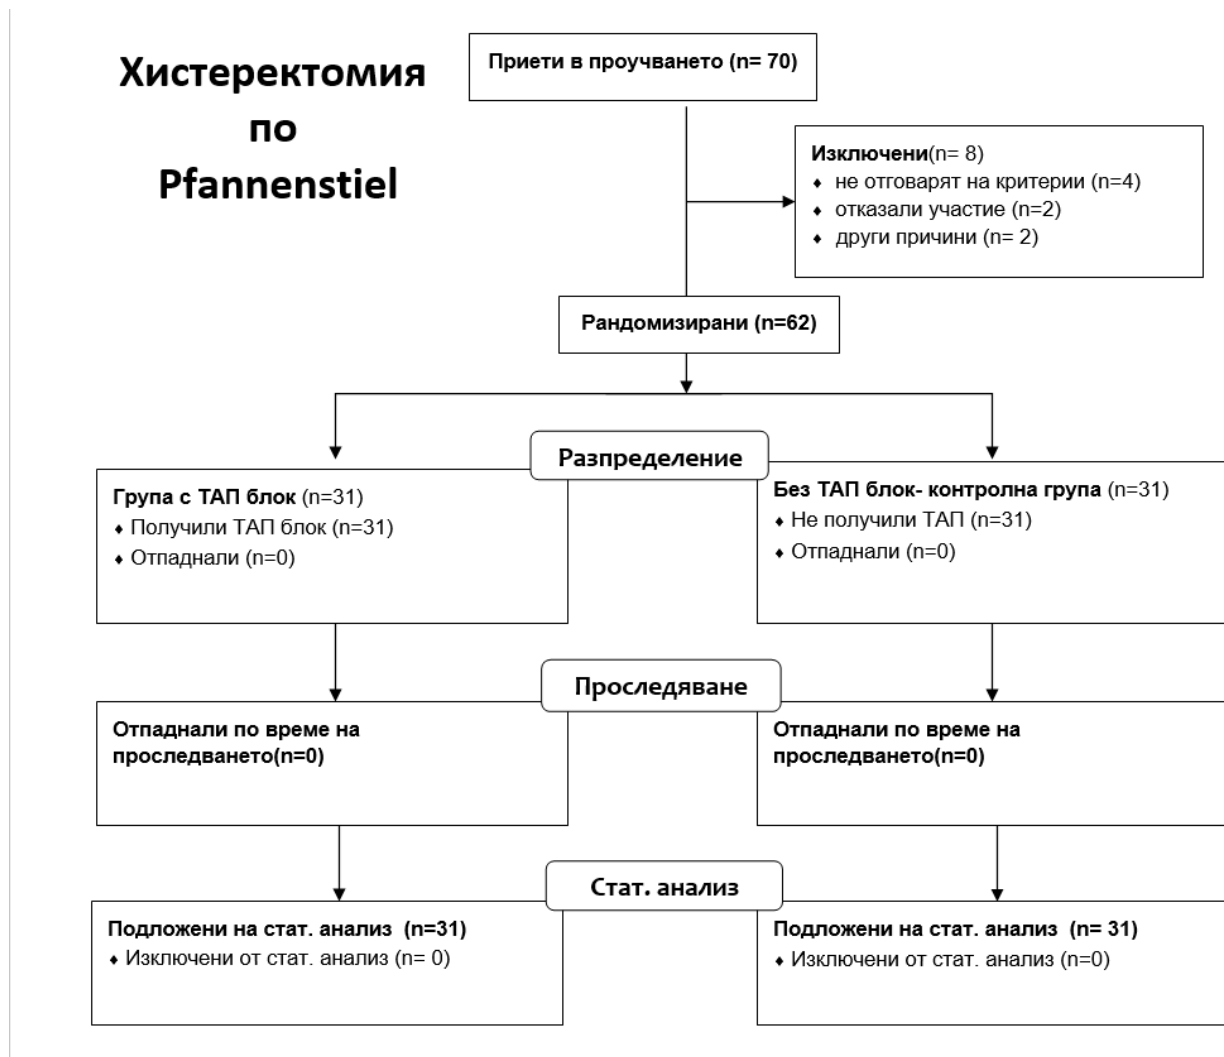 Хистеректомия
по
Pfannenstiel
Приети в проучването (n= 70)
Изключени(n= 8)
♦ не отговарят на критерии (n=4)
♦ отказали участие (n=2)
♦ други причини (n= 2)
Рандомизирани (n=62)
Разпределение
Група с ТАП блок (n=31)
♦ Получили ТАП блок (n=31)
♦ Отпаднали (n=0)
Без ТАП блок- контролна група (n=31)
♦ Не получили ТАП (n=31)
♦ Отпаднали (n=0)
Проследяване
Отпаднали по време на
проследването(n=0)
Отпаднали по време на
проследването(n=0)
Стат. анализ
Подложени на стат. анализ (n=31)
♦ Изключени от стат. анализ (n= 0)
Подложени на стат. анализ (n= 31)
♦ Изключени от стат. анализ (n=0)